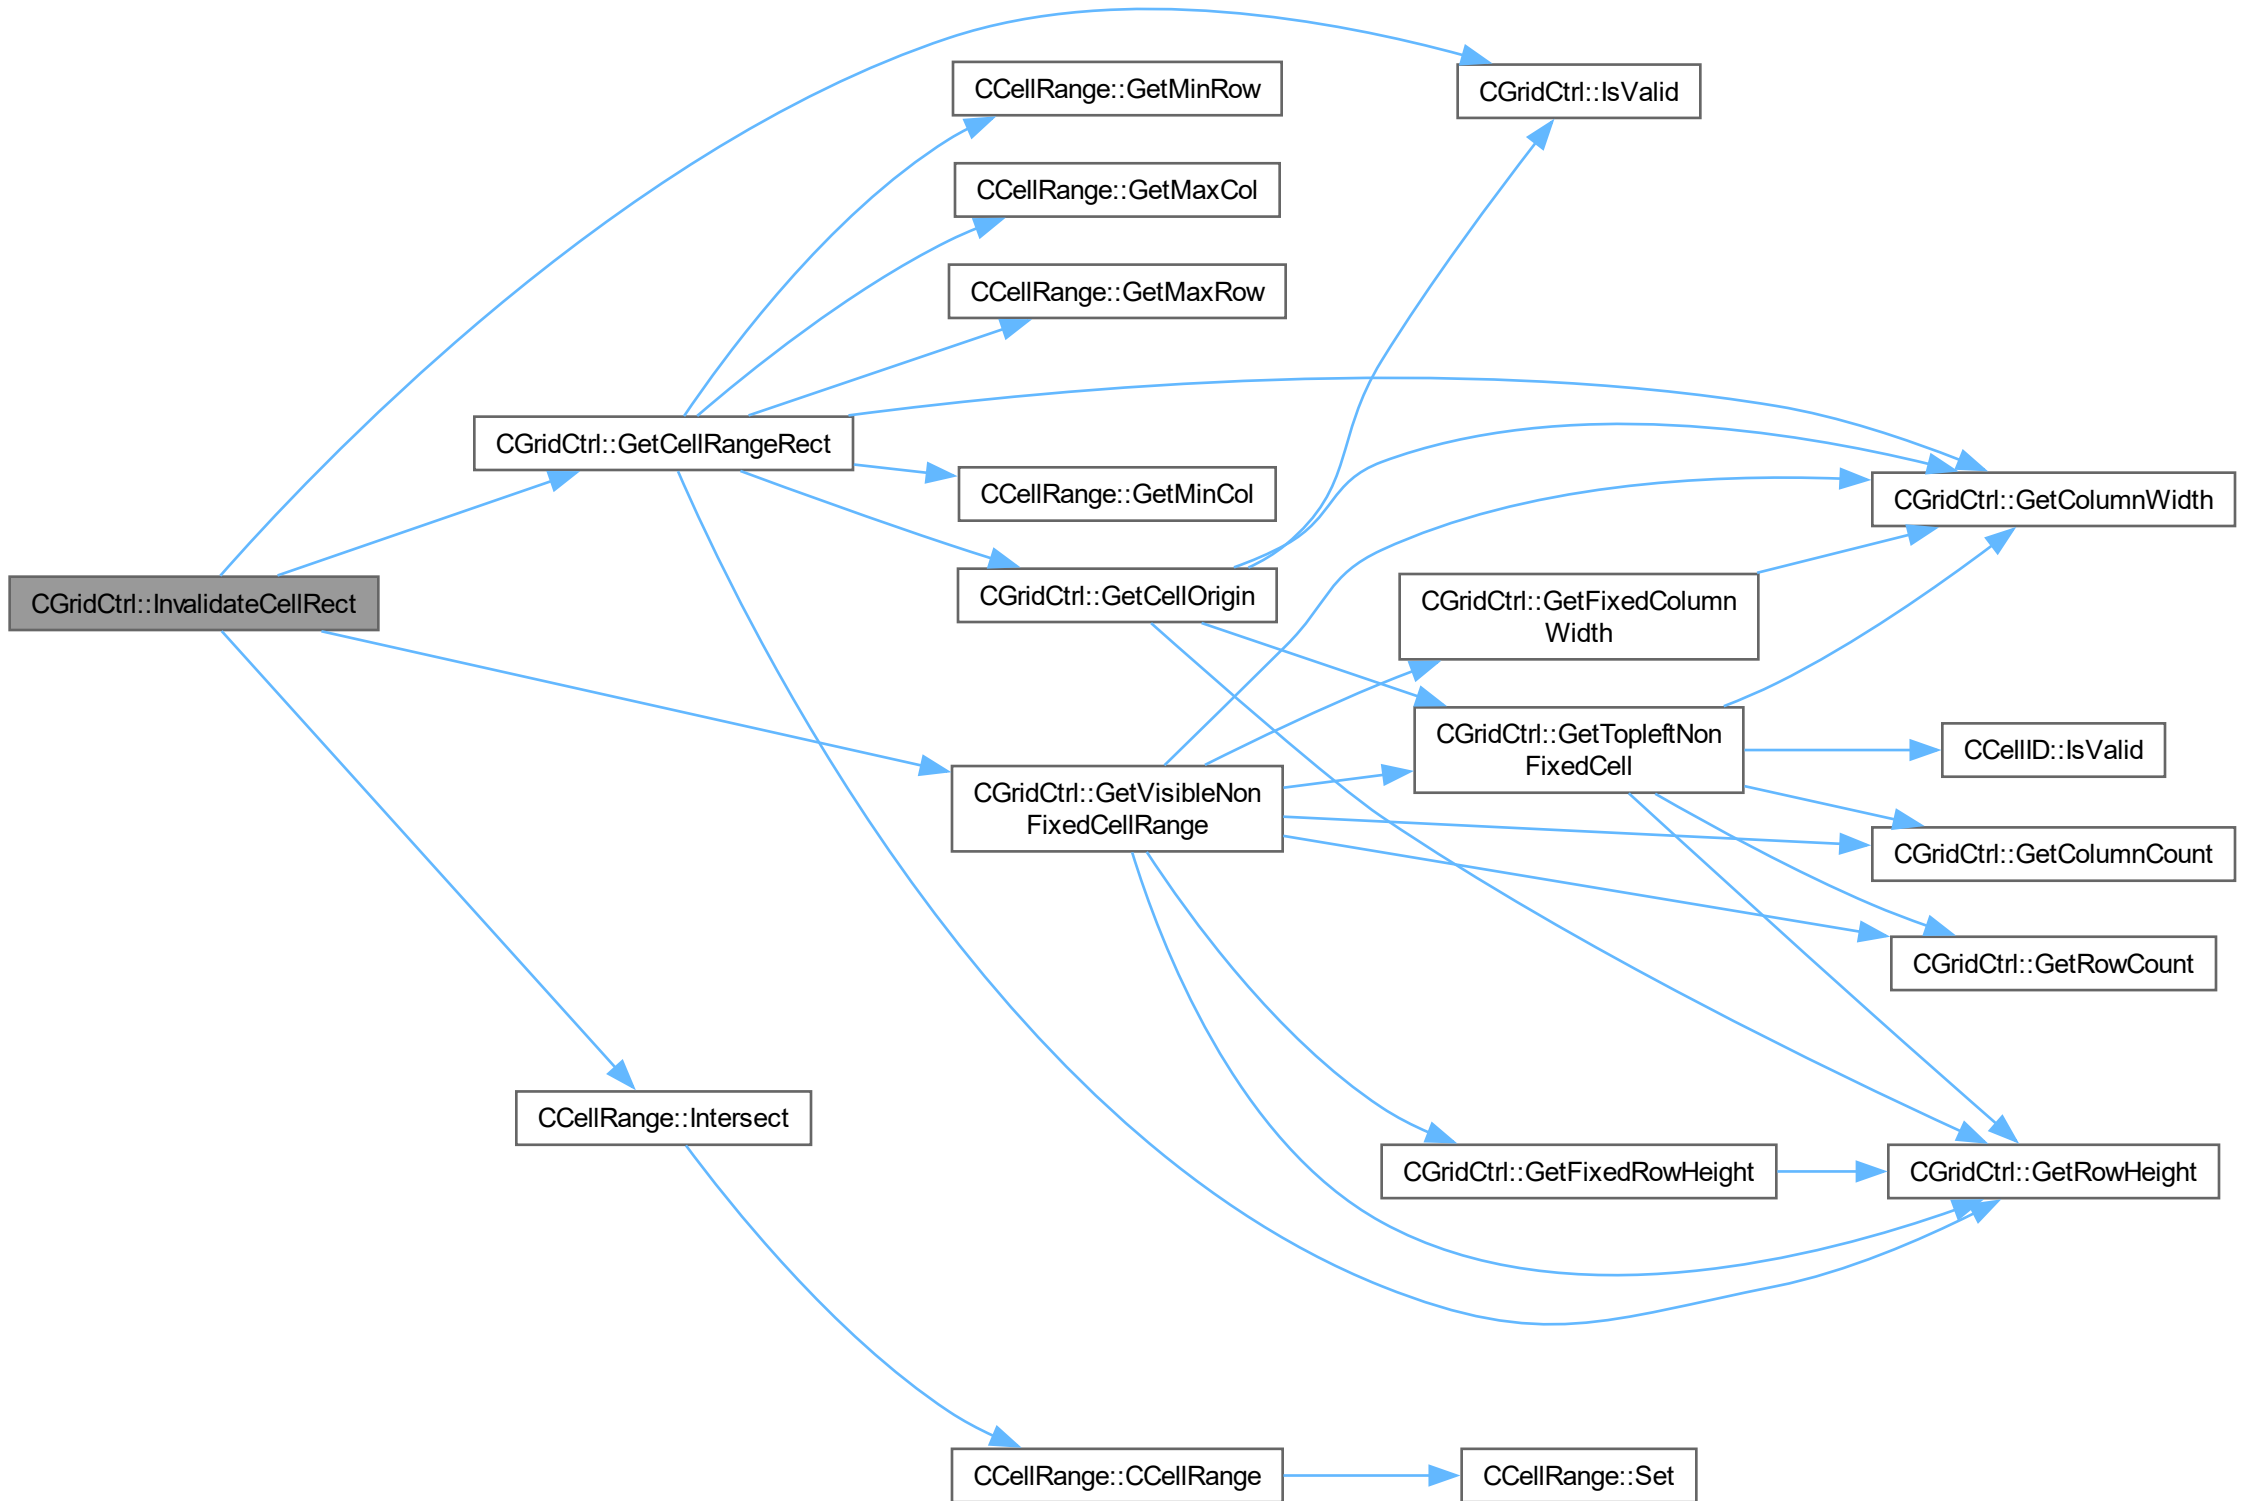 CCellRange::GetMinRow
CGridCtrl::IsValid
CCellRange::GetMaxCol
CCellRange::GetMaxRow
CGridCtrl::GetCellRangeRect
CCellRange::GetMinCol
CGridCtrl::GetColumnWidth
CGridCtrl::InvalidateCellRect
CGridCtrl::GetCellOrigin
CGridCtrl::GetFixedColumn
Width
CGridCtrl::GetTopleftNon
FixedCell
CCellID::IsValid
CGridCtrl::GetVisibleNon
FixedCellRange
CGridCtrl::GetColumnCount
CGridCtrl::GetRowCount
CCellRange::Intersect
CGridCtrl::GetFixedRowHeight
CGridCtrl::GetRowHeight
CCellRange::CCellRange
CCellRange::Set